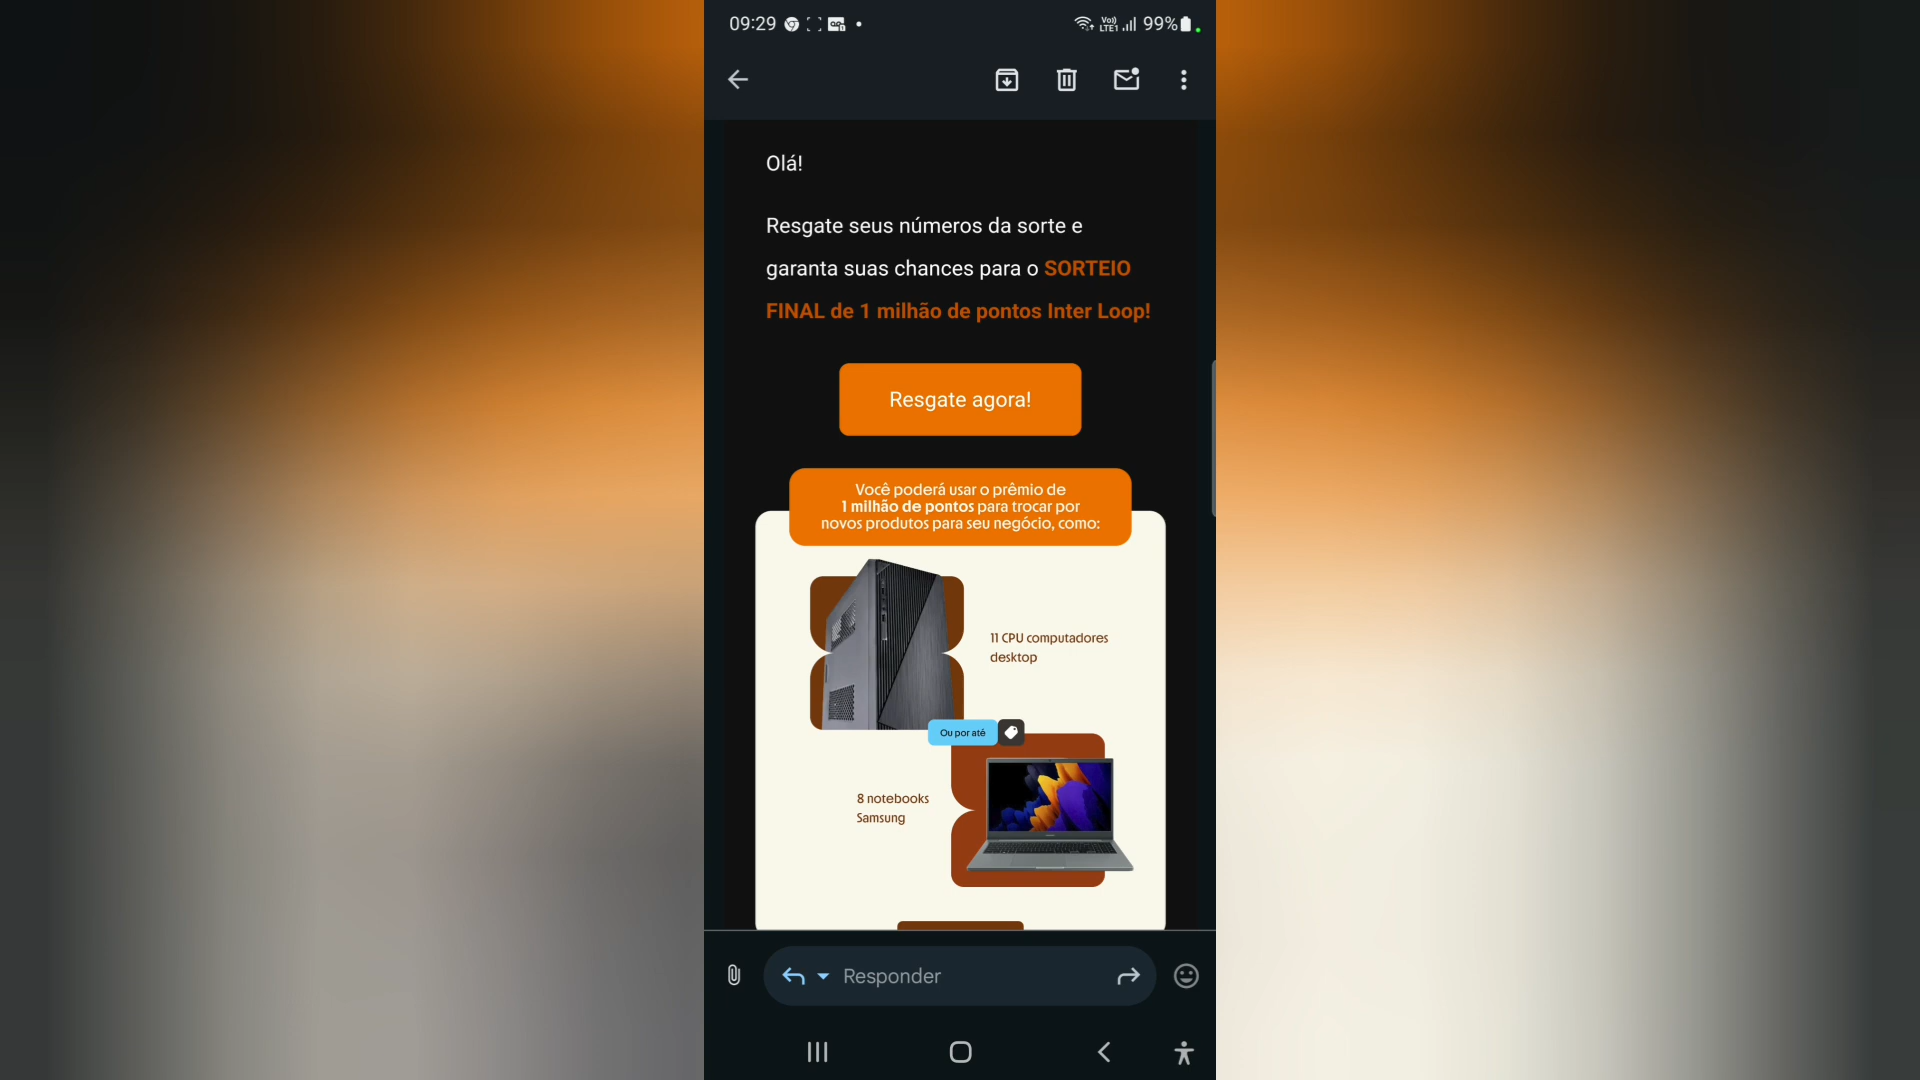 09:29
Vo))
LTE1
99%
Olá!
Resgate seus números da sorte e
garanta suas chances para o SORTEIO
FINAL de 1 milhão de pontos Inter Loop!
Resgate agora!
Você poderá usar o prêmio de
1 milhão de pontos para trocar por
novos produtos para seu negócio, como:
11 CPU computadores
desktop
Ou por até
8 notebooks
Samsung
Responder